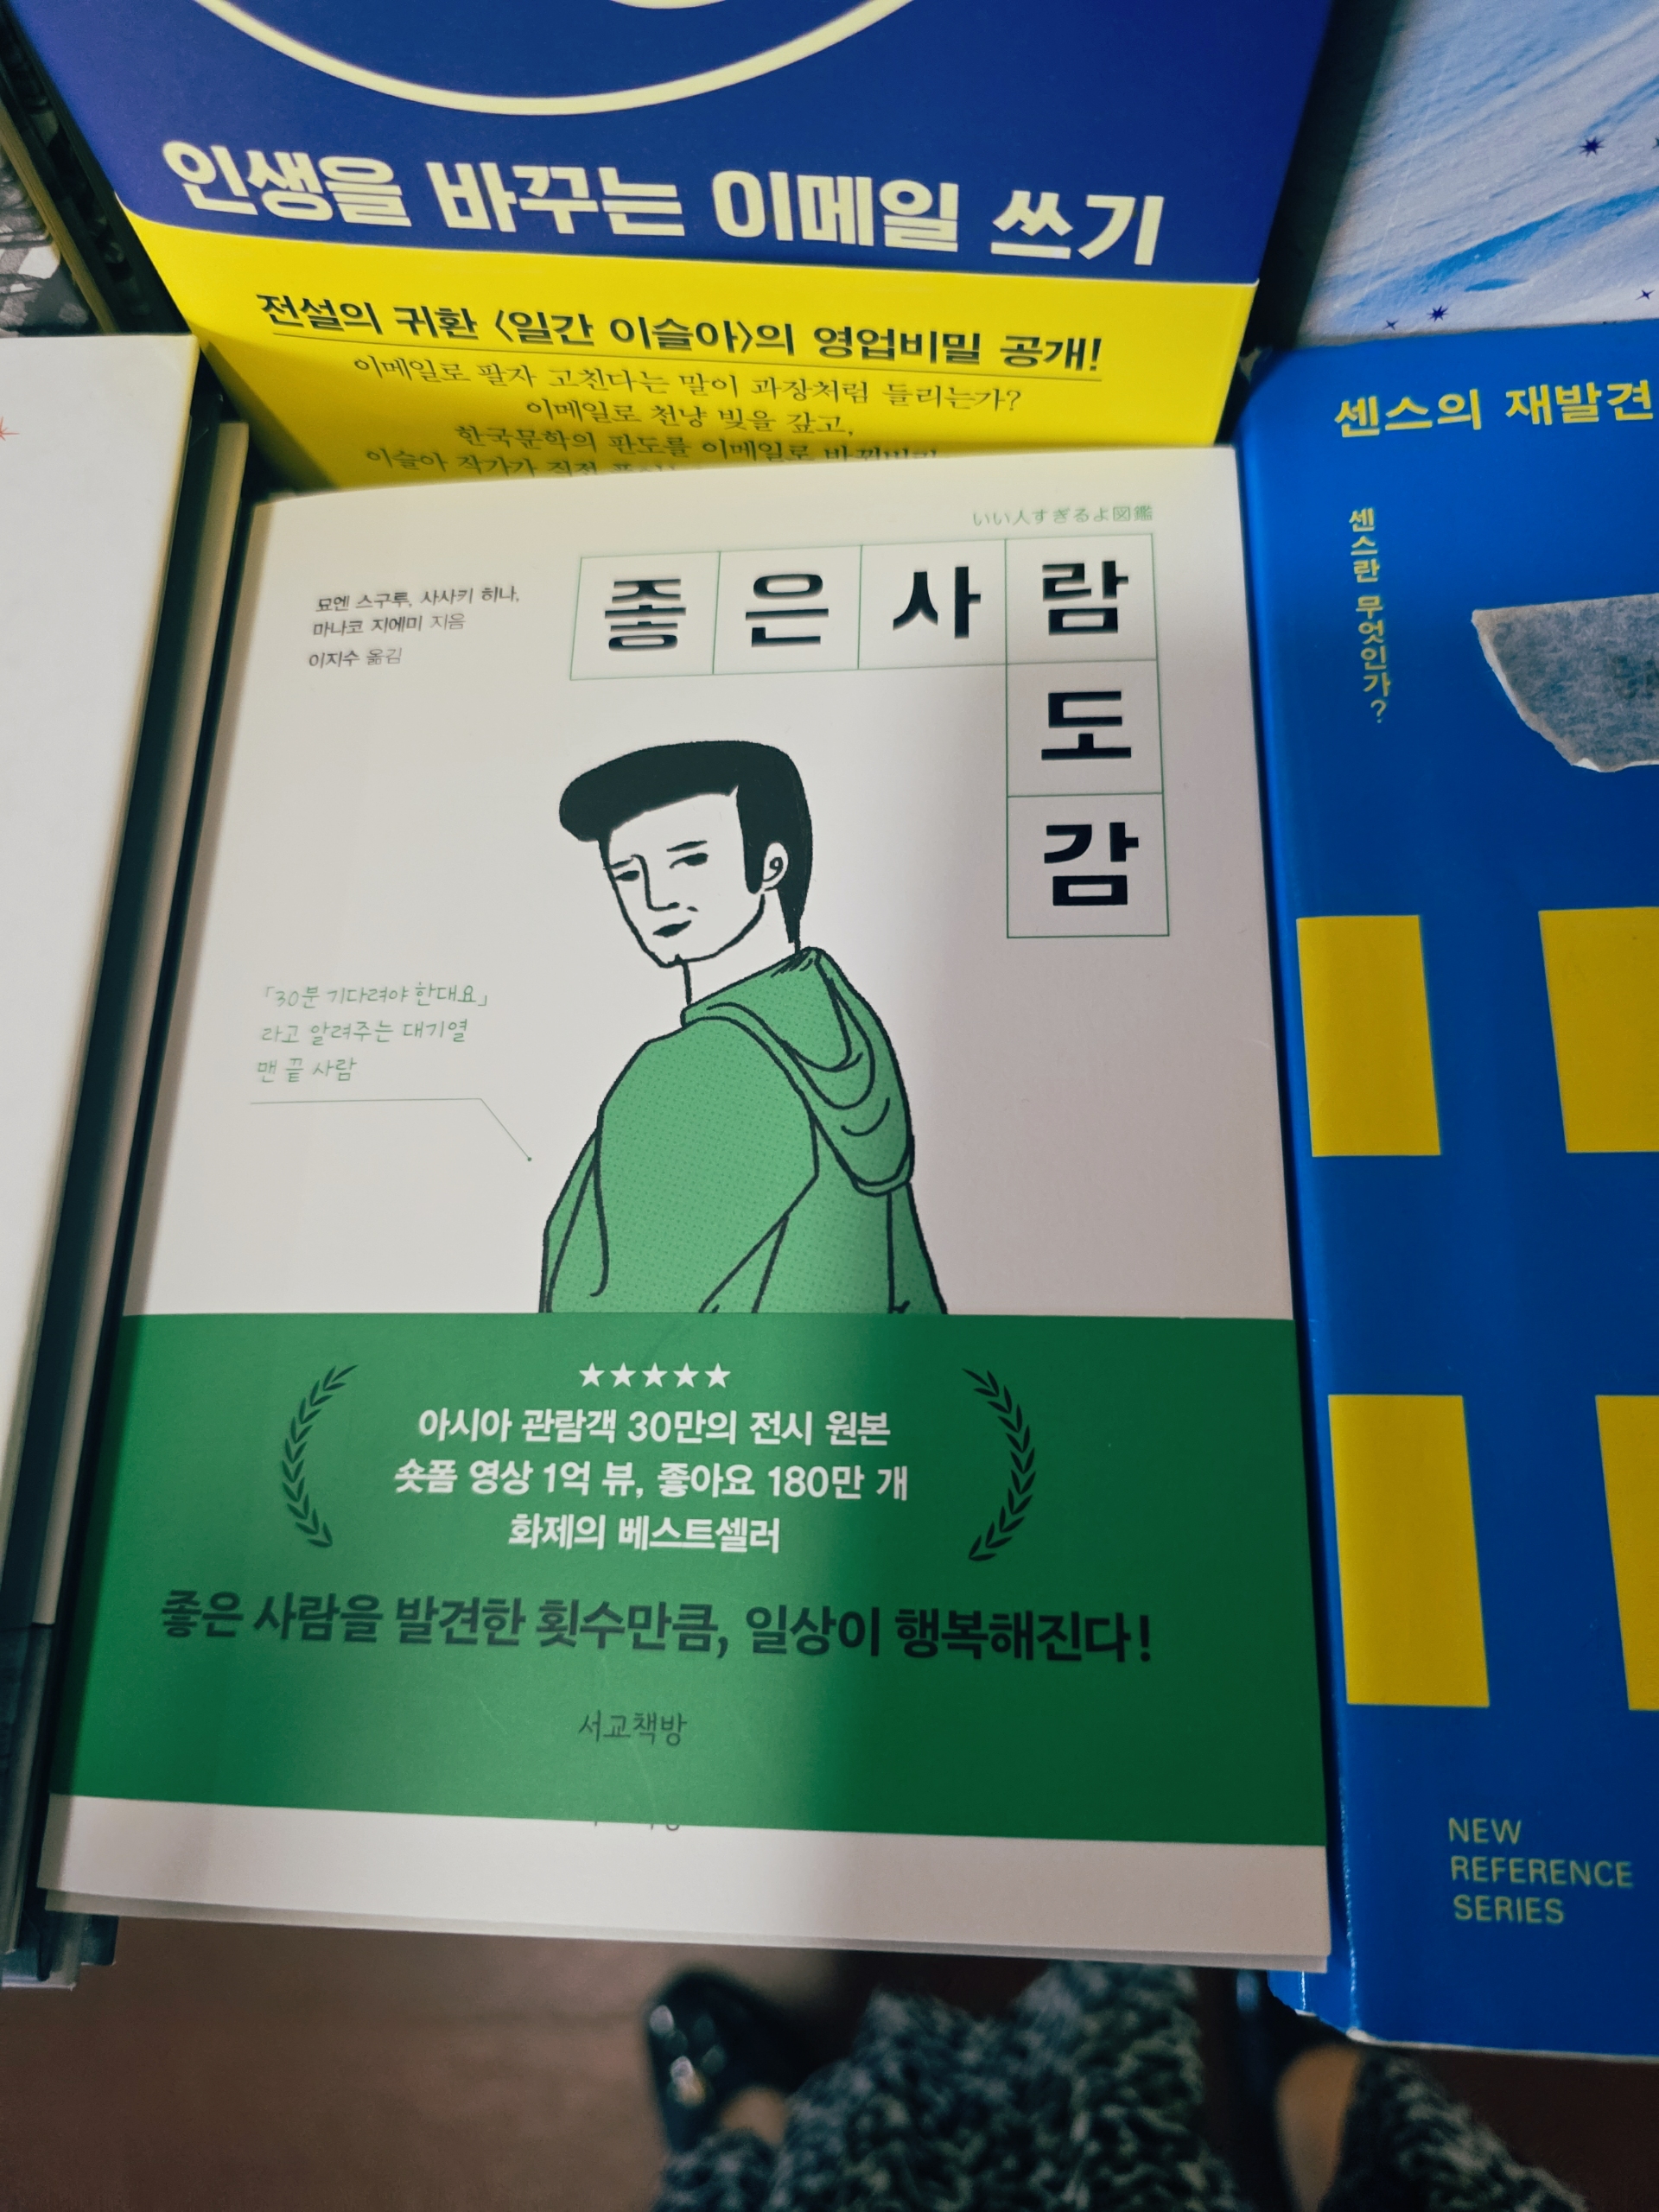 인생을 바꾸는 이메일 쓰기
전설의 귀환 〈일간 이슬아〉의 영업비밀 공개!
이메일로 팔자 고친다는 말이 과장처럼 들리는가?
이메일로 천냥 빚을 갚고,
한국문학의 판도를 이메일로
이슬아 작가가 직접
いい人すぎるよ図鑑
좋은사람
도
감
묘엔 스구루, 사사키 히나,
마나코 지에미 지음
이지수 옮김
「30분 기다려야 한대요」
라고 알려주는 대기열
맨 끝 사람
★★★★★
아시아 관람객 30만의 전시 원본
숏폼 영상 1억 뷰, 좋아요 180만 개
화제의 베스트셀러
좋은 사람을 발견한 횟수만큼, 일상이 행복해진다!
서교책방
센스의 재발견
센스란 무엇인가?
NEW
REFERENCE
SERIES